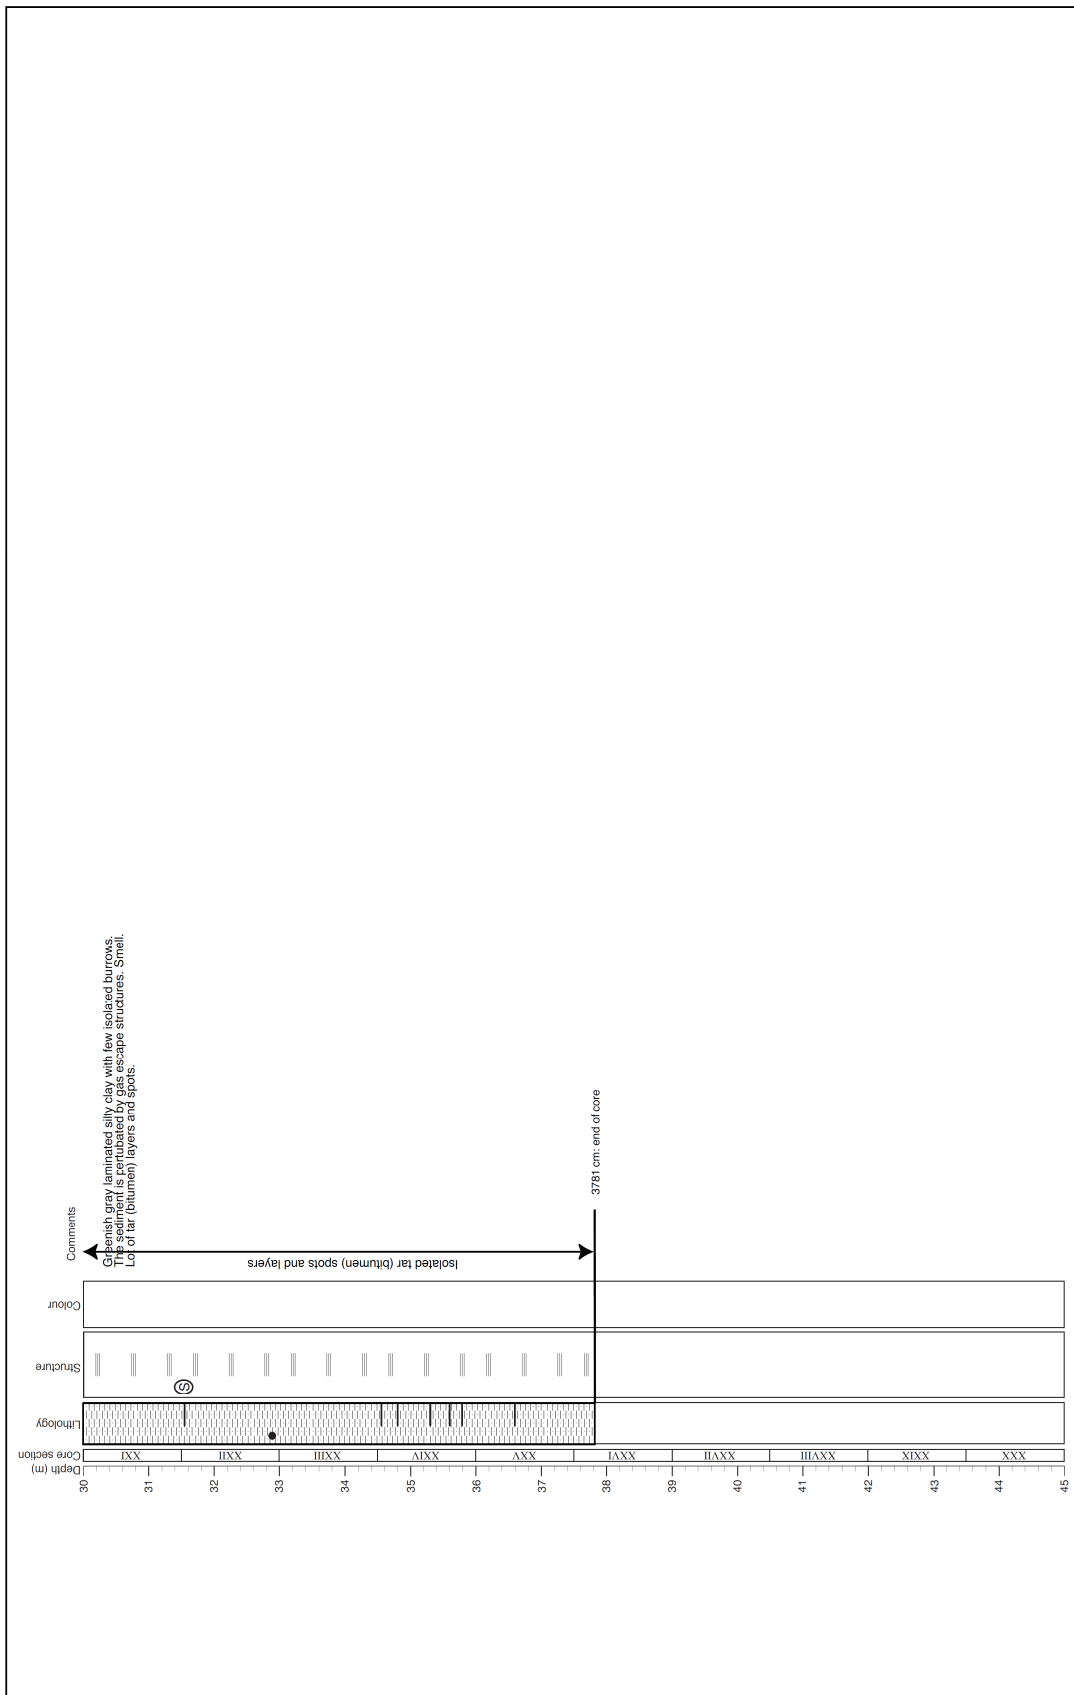 Comments
Greenish gray laminated silty clay with few isolated burrows.
The sediment is pertubated by gas escape structures. Smell.
Lot of tar (bitumen) layers and spots.
Isolated tar (bitumen) spots and layers
3781 cm: end of core
Colour
Structure
S
Lithology
Core section
XXI
XXII
XXIII
XXIV
XXV
XXVI
XXVII
XXVIII
XXIX
XXX
Depth (m)
30
31
32
33
34
35
36
37
38
39
40
41
42
43
44
45